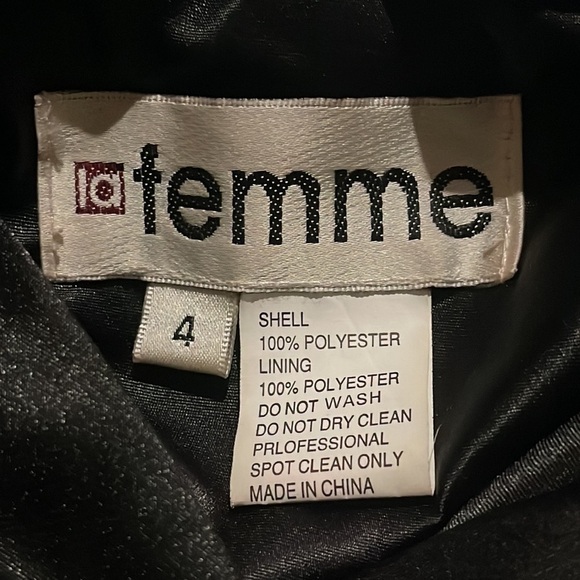 la femme
4
SHELL
100% POLYESTER
LINING
100% POLYESTER
DO NOT WASH
DO NOT DRY CLEAN
PRLOFESSIONAL
SPOT CLEAN ONLY
MADE IN CHINA